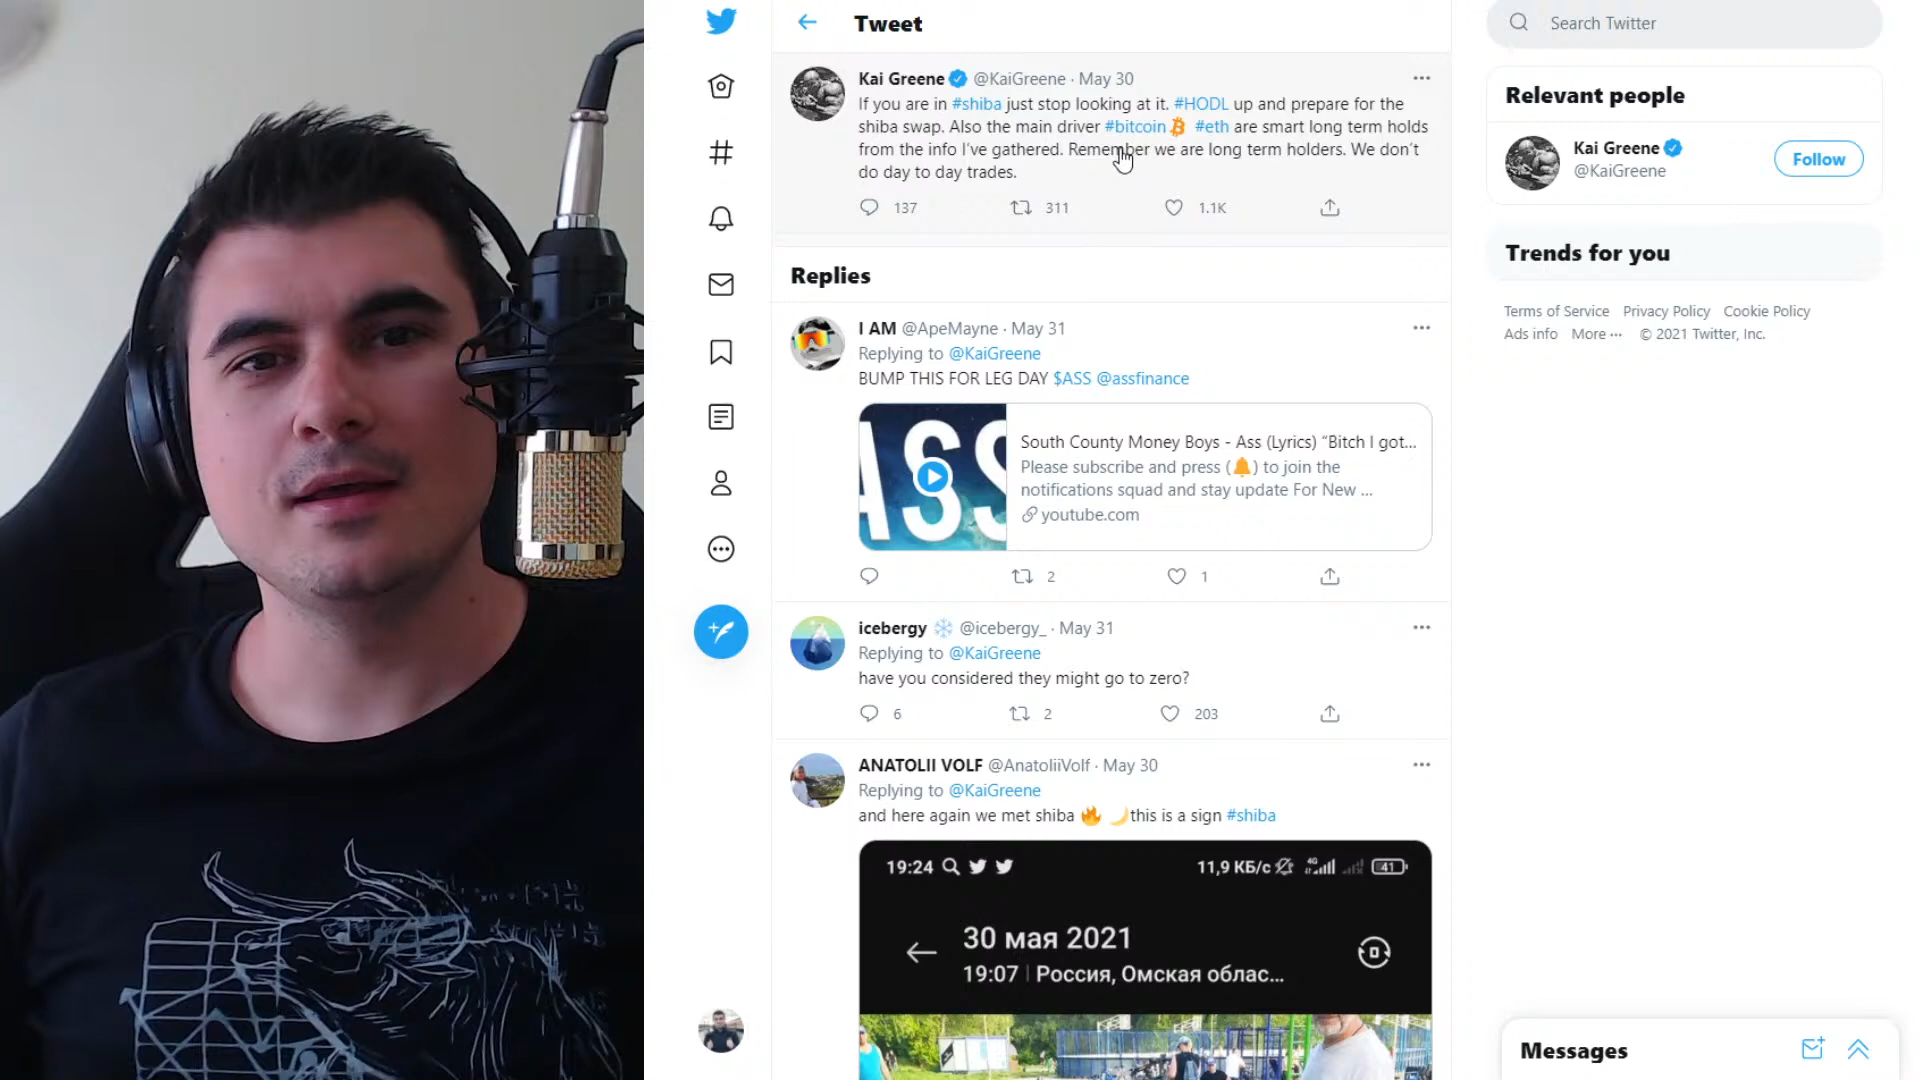 Tweet
Search Twitter
Kai Greene @KaiGreene · May 30
If you are in #shiba just stop looking at it. #HODL up and prepare for the
shiba swap. Also the main driver #bitcoin #eth are smart long term holds
from the info I've gathered. Remember we are long term holders. We don't
do day to day trades.
137 311 1.1K
Relevant people
Kai Greene
@KaiGreene
Follow
Trends for you
Terms of Service Privacy Policy Cookie Policy
Ads info More ··· © 2021 Twitter, Inc.
Replies
I AM @ApeMayne · May 31
Replying to @KaiGreene
BUMP THIS FOR LEG DAY $ASS @assfinance
ASS
South County Money Boys - Ass (Lyrics) “Bitch I got...
Please subscribe and press (🔔) to join the
notifications squad and stay update For New ...
youtube.com
2 1
icebergy @icebergy_ · May 31
Replying to @KaiGreene
have you considered they might go to zero?
6 2 203
ANATOLII VOLF @AnatoliiVolf · May 30
Replying to @KaiGreene
and here again we met shiba 🔥 🌙this is a sign #shiba
19:24 11,9 КБ/с 4G 41
30 мая 2021
19:07 | Россия, Омская облас...
Messages